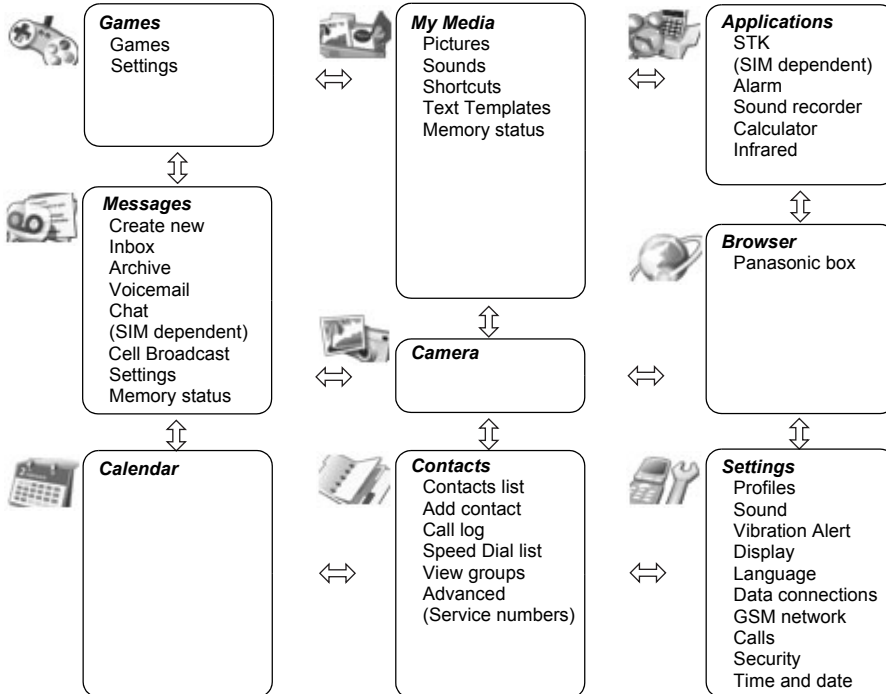 Games
Games
Settings
My Media
Pictures
Sounds
Shortcuts
Text Templates
Memory status
Applications
STK
(SIM dependent)
Alarm
Sound recorder
Calculator
Infrared
Messages
Create new
Inbox
Archive
Voicemail
Chat
(SIM dependent)
Cell Broadcast
Settings
Memory status
Camera
Browser
Panasonic box
Calendar
Contacts
Contacts list
Add contact
Call log
Speed Dial list
View groups
Advanced
(Service numbers)
Settings
Profiles
Sound
Vibration Alert
Display
Language
Data connections
GSM network
Calls
Security
Time and date